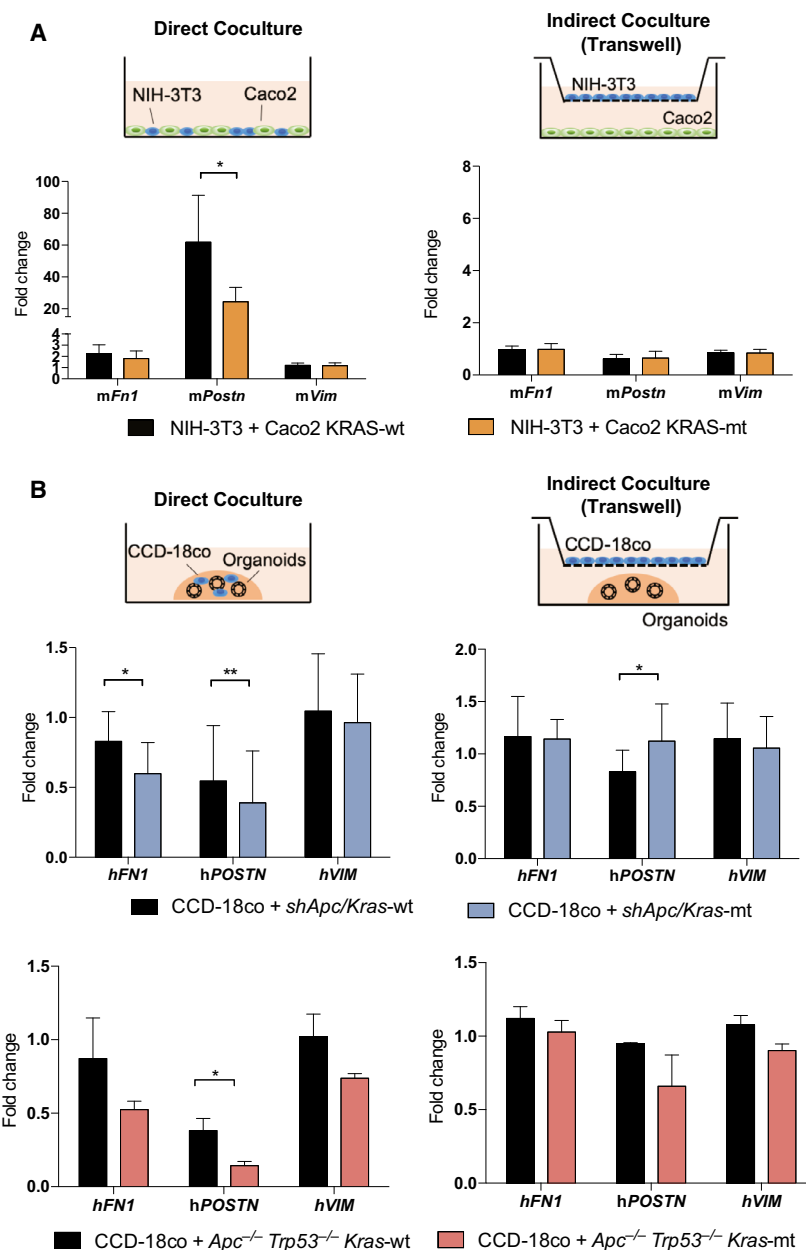 A
Direct Coculture
NIH-3T3
Caco2
Indirect Coculture
(Transwell)
NIH-3T3
Caco2
Fold change
100
80
60
40
20
4
3
2
1
0
*
mFn1
mPostn
mVim
Fold change
8
6
4
2
0
mFn1
mPostn
mVim
NIH-3T3 + Caco2 KRAS-wt
NIH-3T3 + Caco2 KRAS-mt
B
Direct Coculture
CCD-18co
Organoids
Indirect Coculture
(Transwell)
CCD-18co
Organoids
Fold change
1.5
1.0
0.5
0.0
*
**
hFN1
hPOSTN
hVIM
Fold change
2.0
1.5
1.0
0.5
0.0
*
hFN1
hPOSTN
hVIM
CCD-18co + shApc/Kras-wt
CCD-18co + shApc/Kras-mt
Fold change
1.5
1.0
0.5
0.0
*
hFN1
hPOSTN
hVIM
Fold change
1.5
1.0
0.5
0.0
hFN1
hPOSTN
hVIM
CCD-18co + Apc–/– Trp53–/– Kras-wt
CCD-18co + Apc–/– Trp53–/– Kras-mt